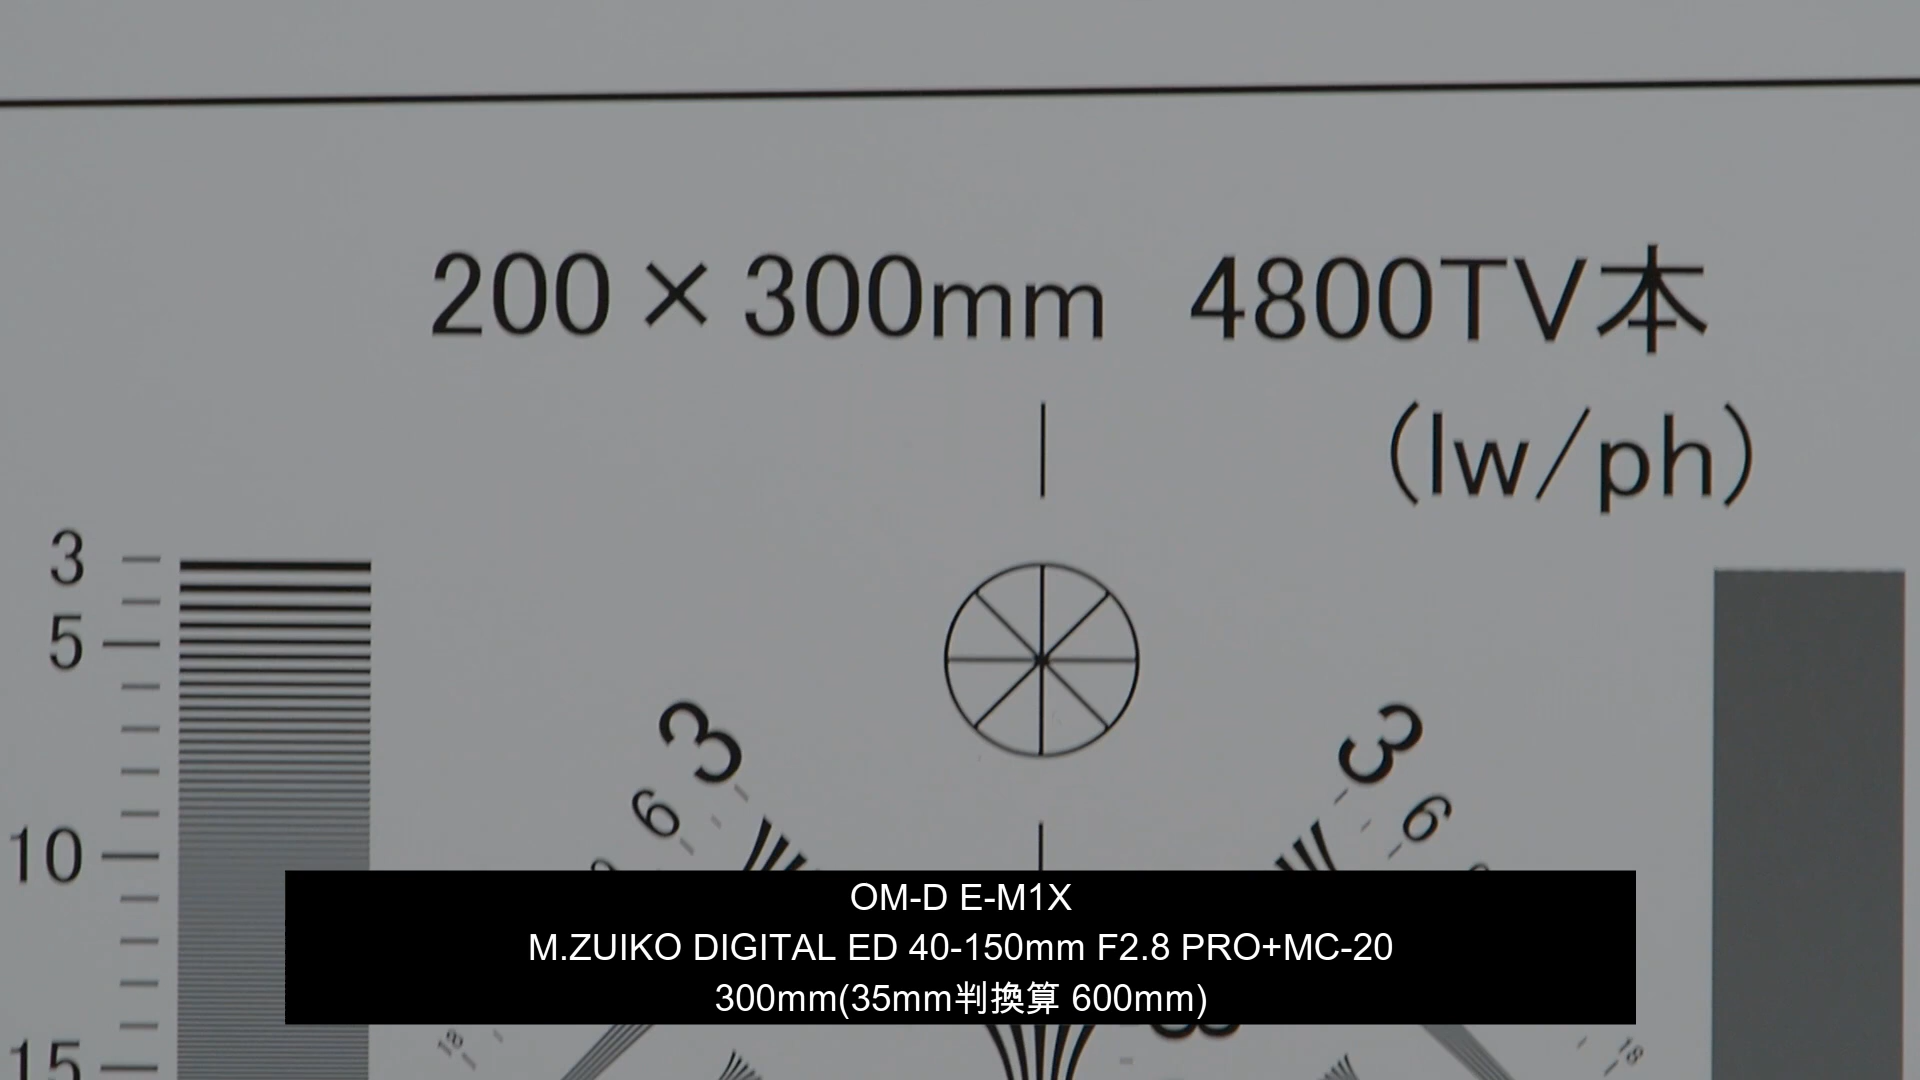 200×300mm 4800TV本
(lw/ph)
3
5
3
3
6
6
10
15
18
18
OM-D E-M1X
M.ZUIKO DIGITAL ED 40-150mm F2.8 PRO+MC-20
300mm(35mm判換算 600mm)